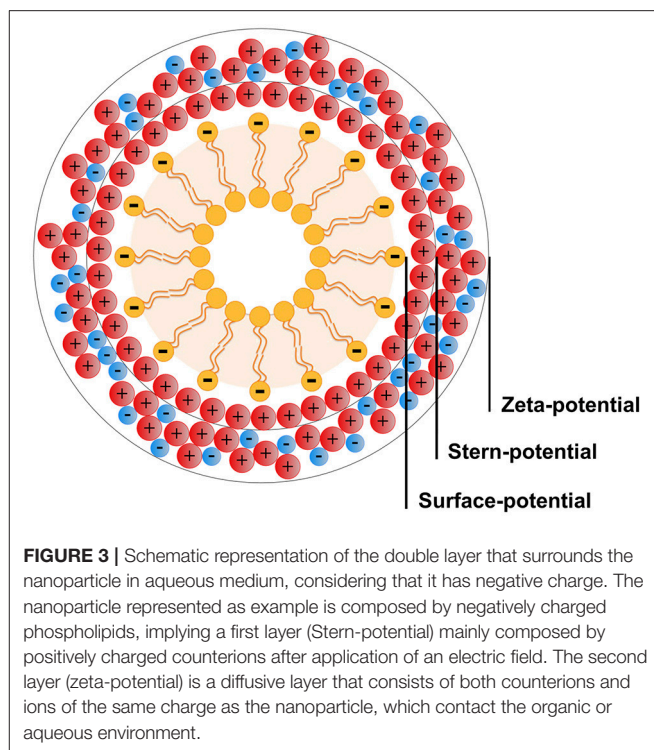 Zeta-potential
Stern-potential
Surface-potential
FIGURE 3 | Schematic representation of the double layer that surrounds the
nanoparticle in aqueous medium, considering that it has negative charge. The
nanoparticle represented as example is composed by negatively charged
phospholipids, implying a first layer (Stern-potential) mainly composed by
positively charged counterions after application of an electric field. The second
layer (zeta-potential) is a diffusive layer that consists of both counterions and
ions of the same charge as the nanoparticle, which contact the organic or
aqueous environment.